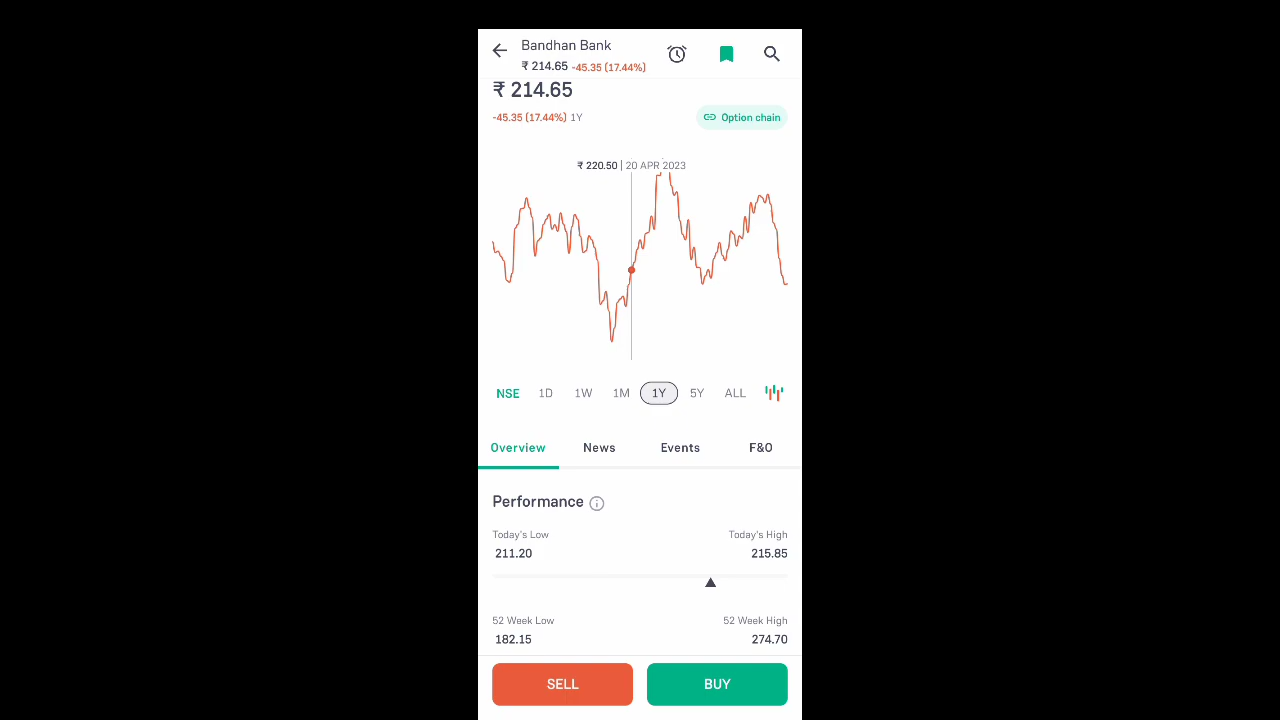 Bandhan Bank
₹ 214.65 -45.35 (17.44%)
₹ 214.65
-45.35 (17.44%) 1Y
Option chain
₹ 220.50 | 20 APR 2023
NSE 1D 1W 1M 1Y 5Y ALL
Overview News Events F&O
Performance
Today's Low Today's High
211.20 215.85
52 Week Low 52 Week High
182.15 274.70
SELL BUY